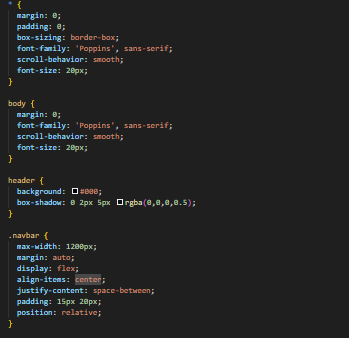 * {
margin: 0;
padding: 0;
box-sizing: border-box;
font-family: 'Poppins', sans-serif;
scroll-behavior: smooth;
font-size: 20px;
}
body {
margin: 0;
font-family: 'Poppins', sans-serif;
scroll-behavior: smooth;
font-size: 20px;
}
header {
background: #000;
box-shadow: 0 2px 5px rgba(0,0,0,0.5);
}
.navbar {
max-width: 1200px;
margin: auto;
display: flex;
align-items: center;
justify-content: space-between;
padding: 15px 20px;
position: relative;
}